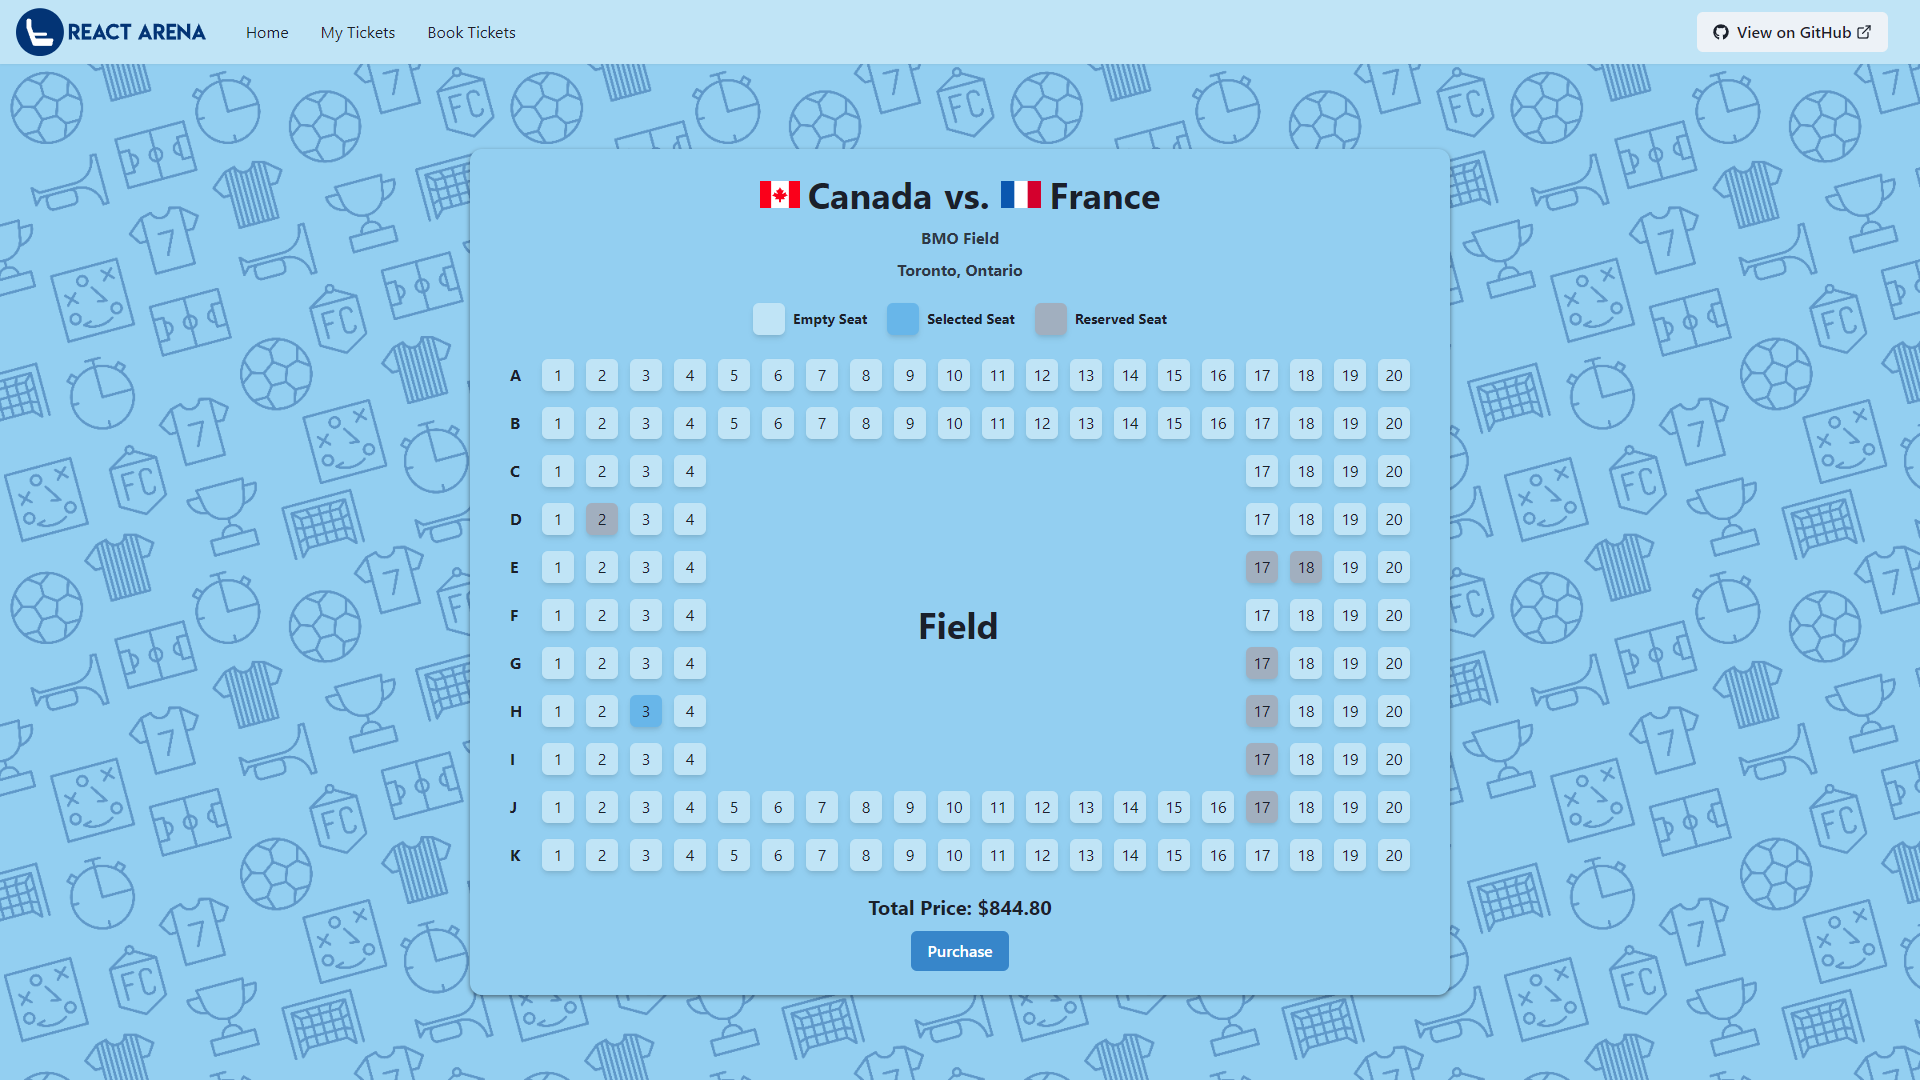 REACT ARENA Home My Tickets Book Tickets View on GitHub
Canada vs. France
BMO Field
Toronto, Ontario
Empty Seat Selected Seat Reserved Seat
A 1 2 3 4 5 6 7 8 9 10 11 12 13 14 15 16 17 18 19 20
B 1 2 3 4 5 6 7 8 9 10 11 12 13 14 15 16 17 18 19 20
C 1 2 3 4 17 18 19 20
D 1 2 3 4 17 18 19 20
E 1 2 3 4 17 18 19 20
F 1 2 3 4 17 18 19 20
Field
G 1 2 3 4 17 18 19 20
H 1 2 3 4 17 18 19 20
I 1 2 3 4 17 18 19 20
J 1 2 3 4 5 6 7 8 9 10 11 12 13 14 15 16 17 18 19 20
K 1 2 3 4 5 6 7 8 9 10 11 12 13 14 15 16 17 18 19 20
Total Price: $844.80
Purchase